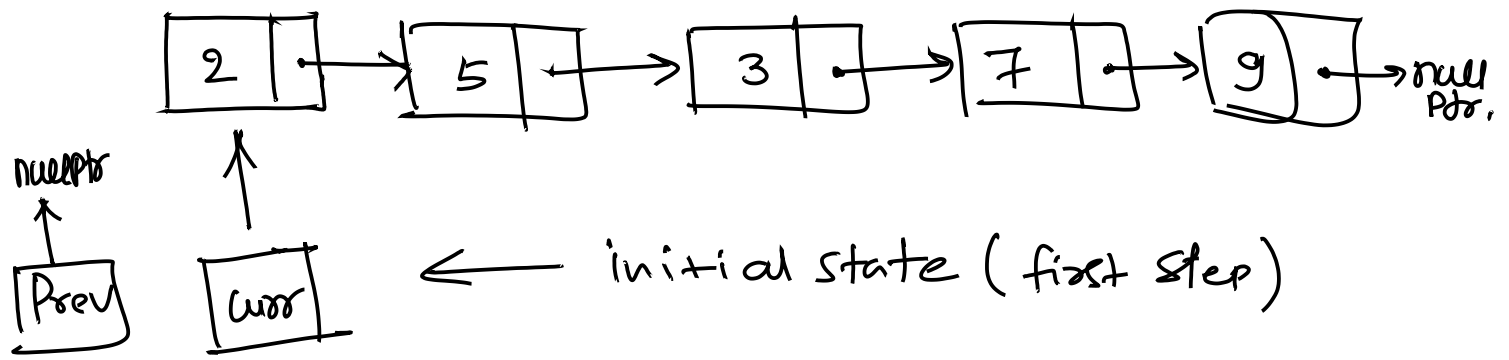 2 5 3 7 9 null
ptr.
nullptr
Prev curr initial state (first step)